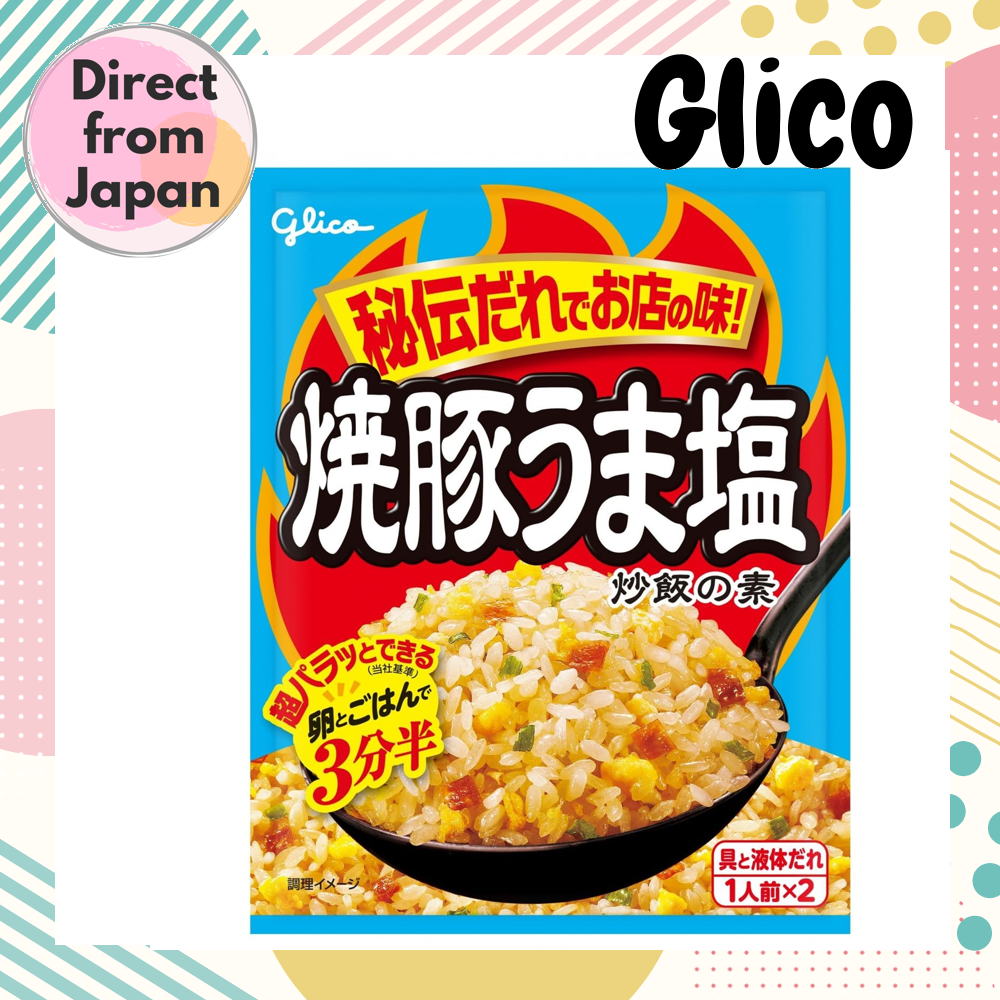 Direct
from
Japan
Glico
Glico
秘伝だれでお店の味!
焼豚うま塩
炒飯の素
超パラッとできる
(当社基準)
卵とごはんで
3分半
調理イメージ
具と液体だれ
1人前×2